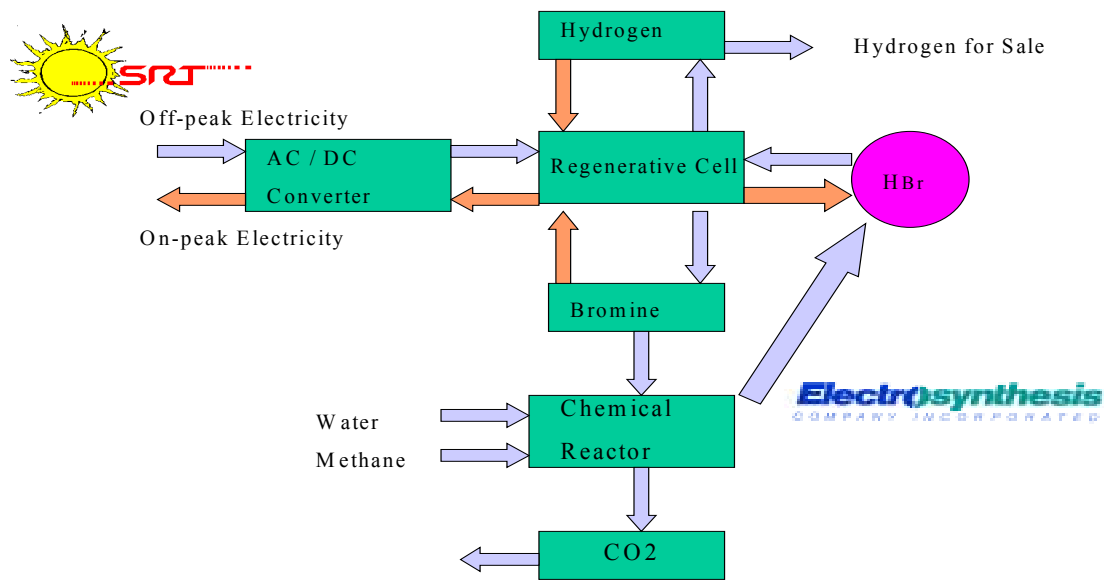 Hydrogen
Hydrogen for Sale
SRT
Off-peak Electricity
AC / DC
Converter
Regenerative Cell
HBr
On-peak Electricity
Bromine
Electrosynthesis
COMPANY INCORPORATED
Water
Methane
Chemical
Reactor
CO2